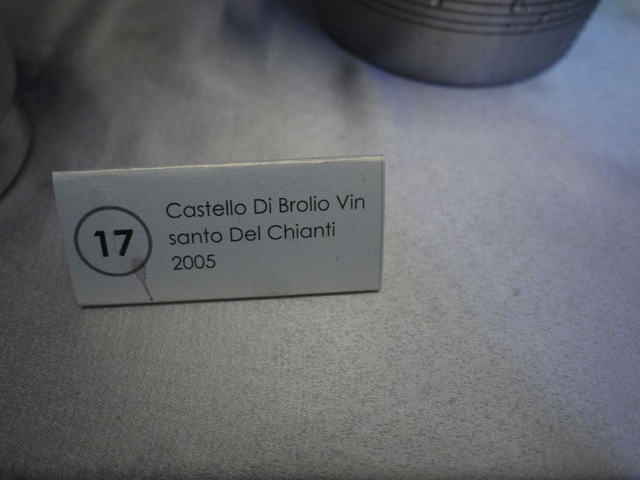 17
Castello Di Brolio Vin
santo Del Chianti
2005